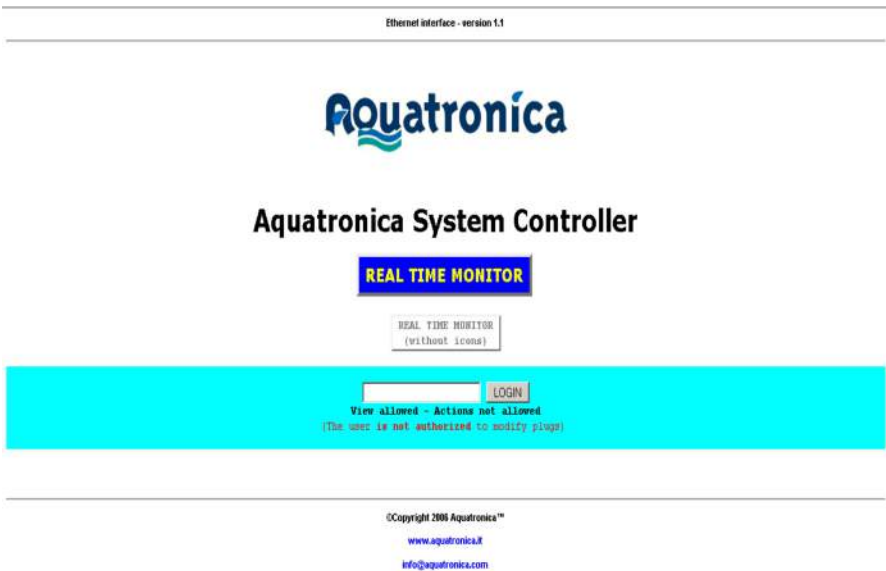 Ethernet interface - version 1.1
Aquatronica
Aquatronica System Controller
REAL TIME MONITOR
REAL TIME MONITOR
(without icons)
LOGIN
View allowed - Actions not allowed
(The user is not authorized to modify plugs)
©Copyright 2006 Aquatronica™
www.aquatronica.it
info@aquatronica.com